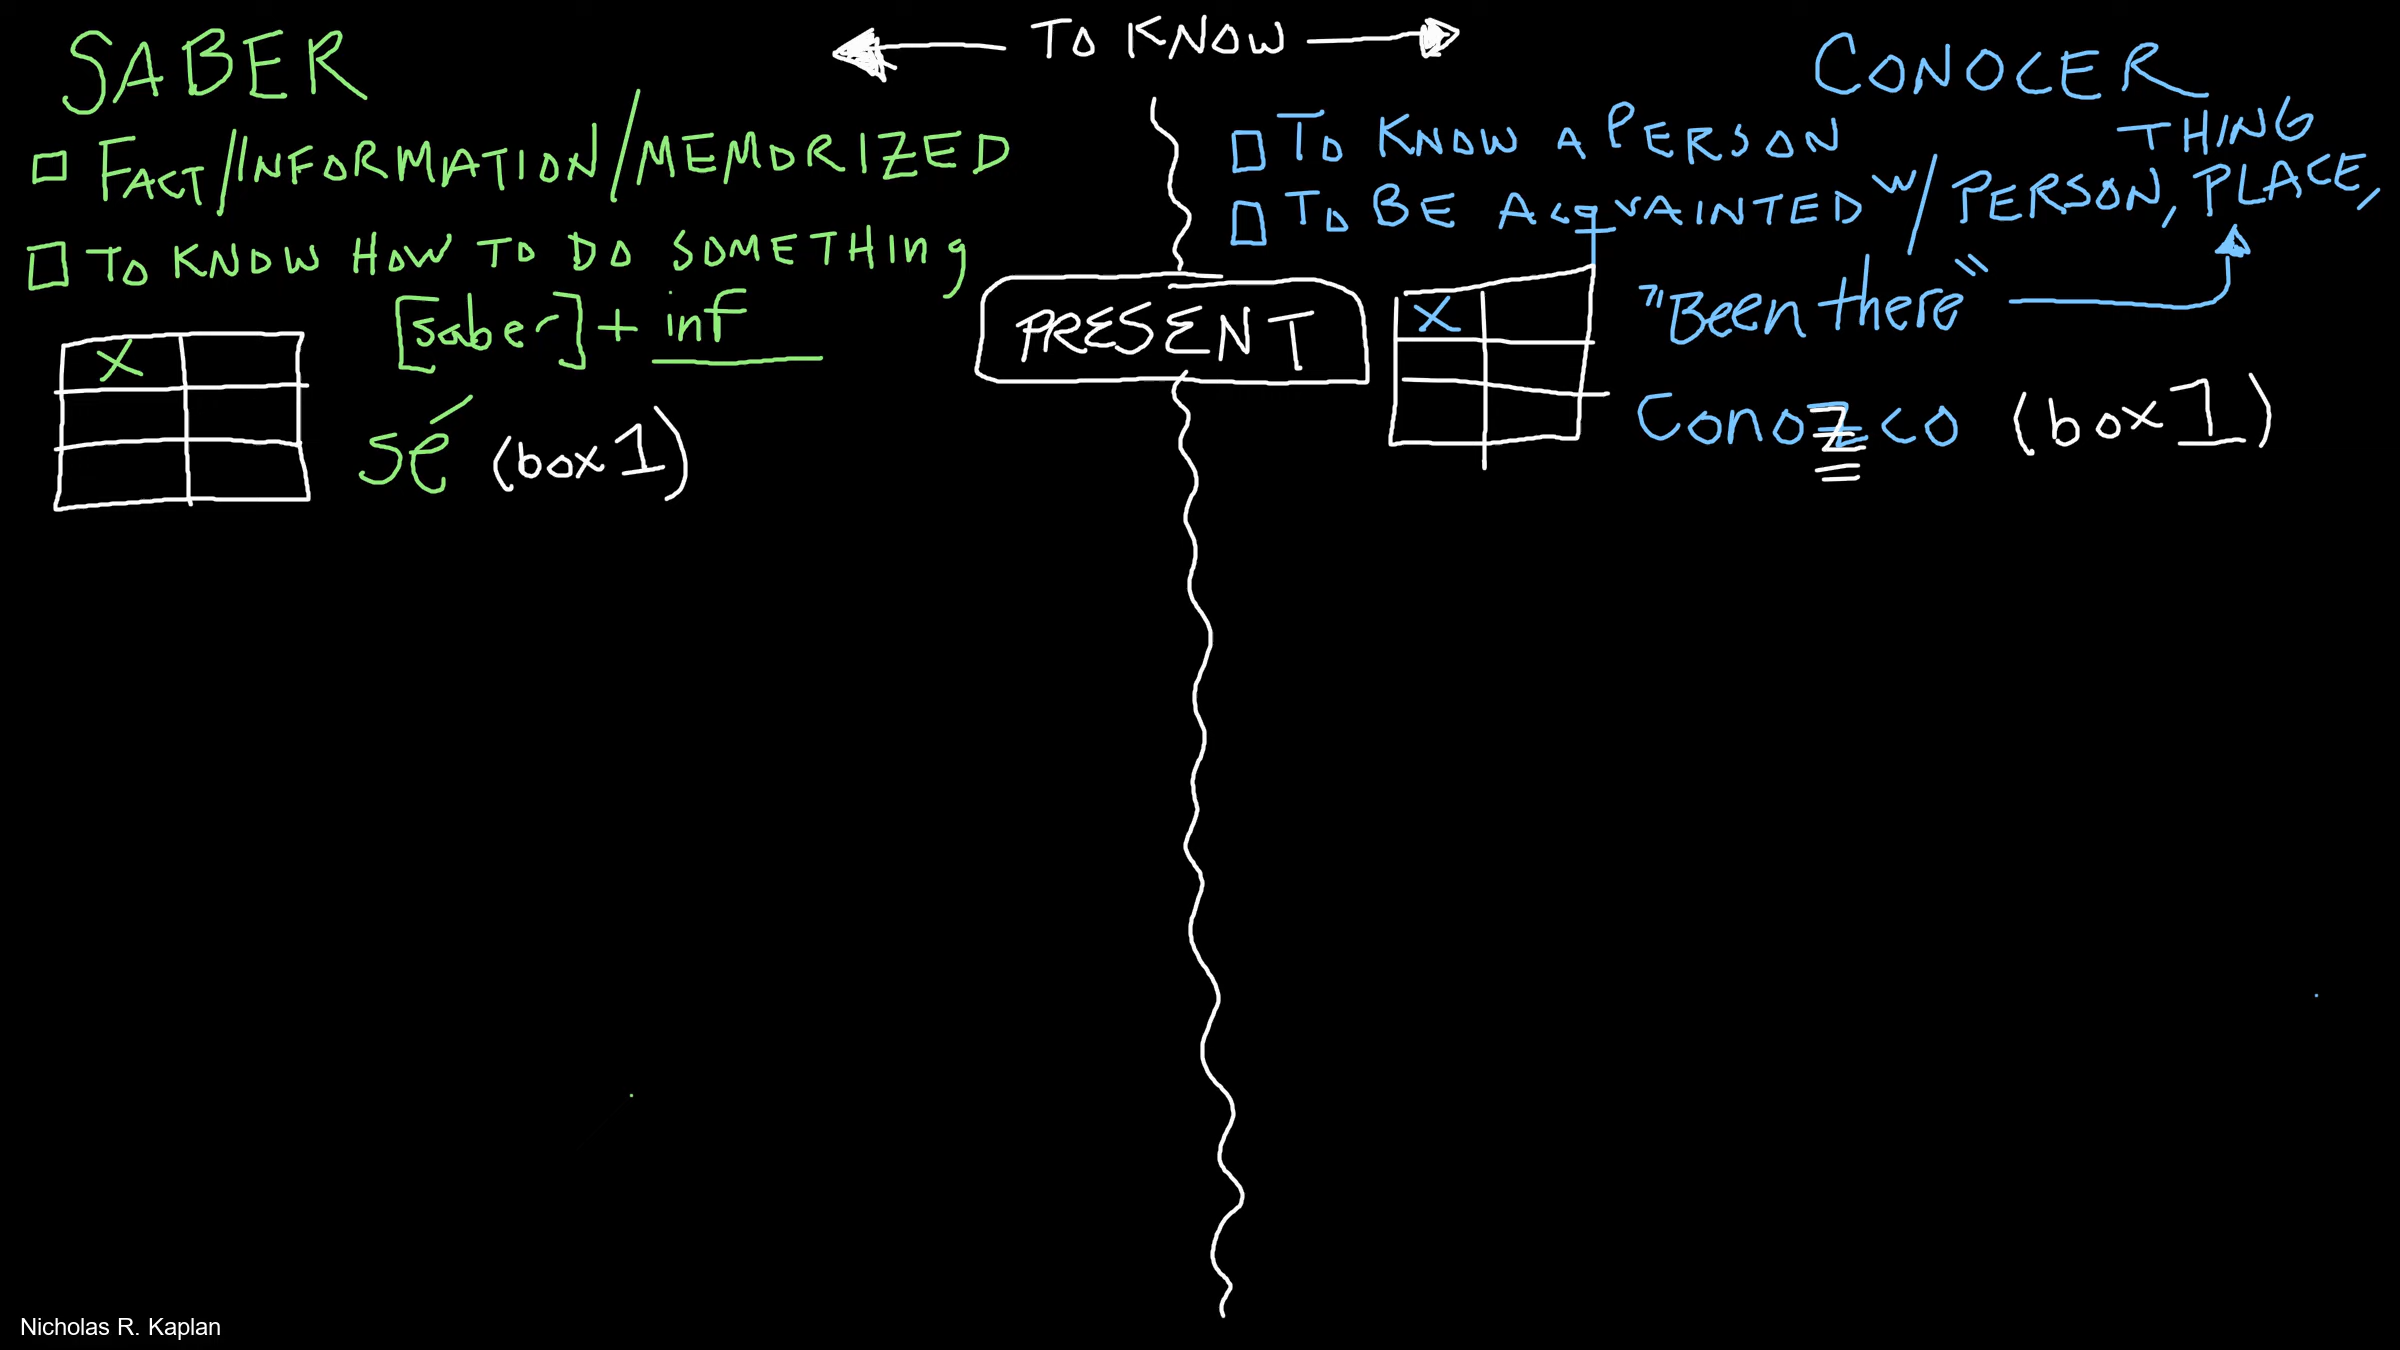 TO KNOW
SABER
FACT/INFORMATION/MEMORIZED
TO KNOW HOW TO DO SOMETHING
[saber] + inf
X
sé (box 1)
PRESENT
CONOCER
TO KNOW A PERSON
TO BE ACQUAINTED W/ PERSON, PLACE, THING
"Been there"
X
Conozco (box 1)
Nicholas R. Kaplan